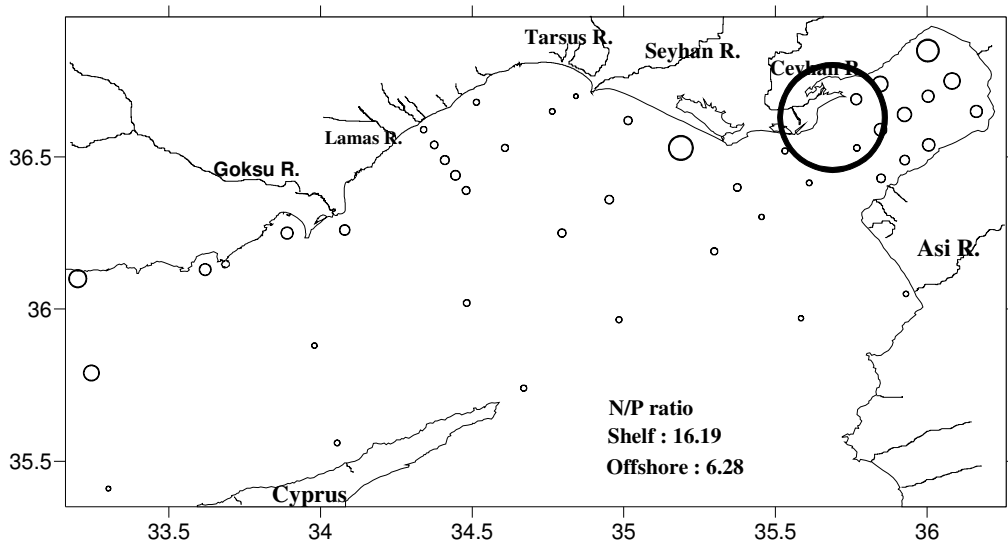 Tarsus R.
Seyhan R.
Ceyhan R.
Lamas R.
Goksu R.
Asi R.
36.5
36
35.5
N/P ratio
Shelf : 16.19
Offshore : 6.28
Cyprus
33.5 34 34.5 35 35.5 36